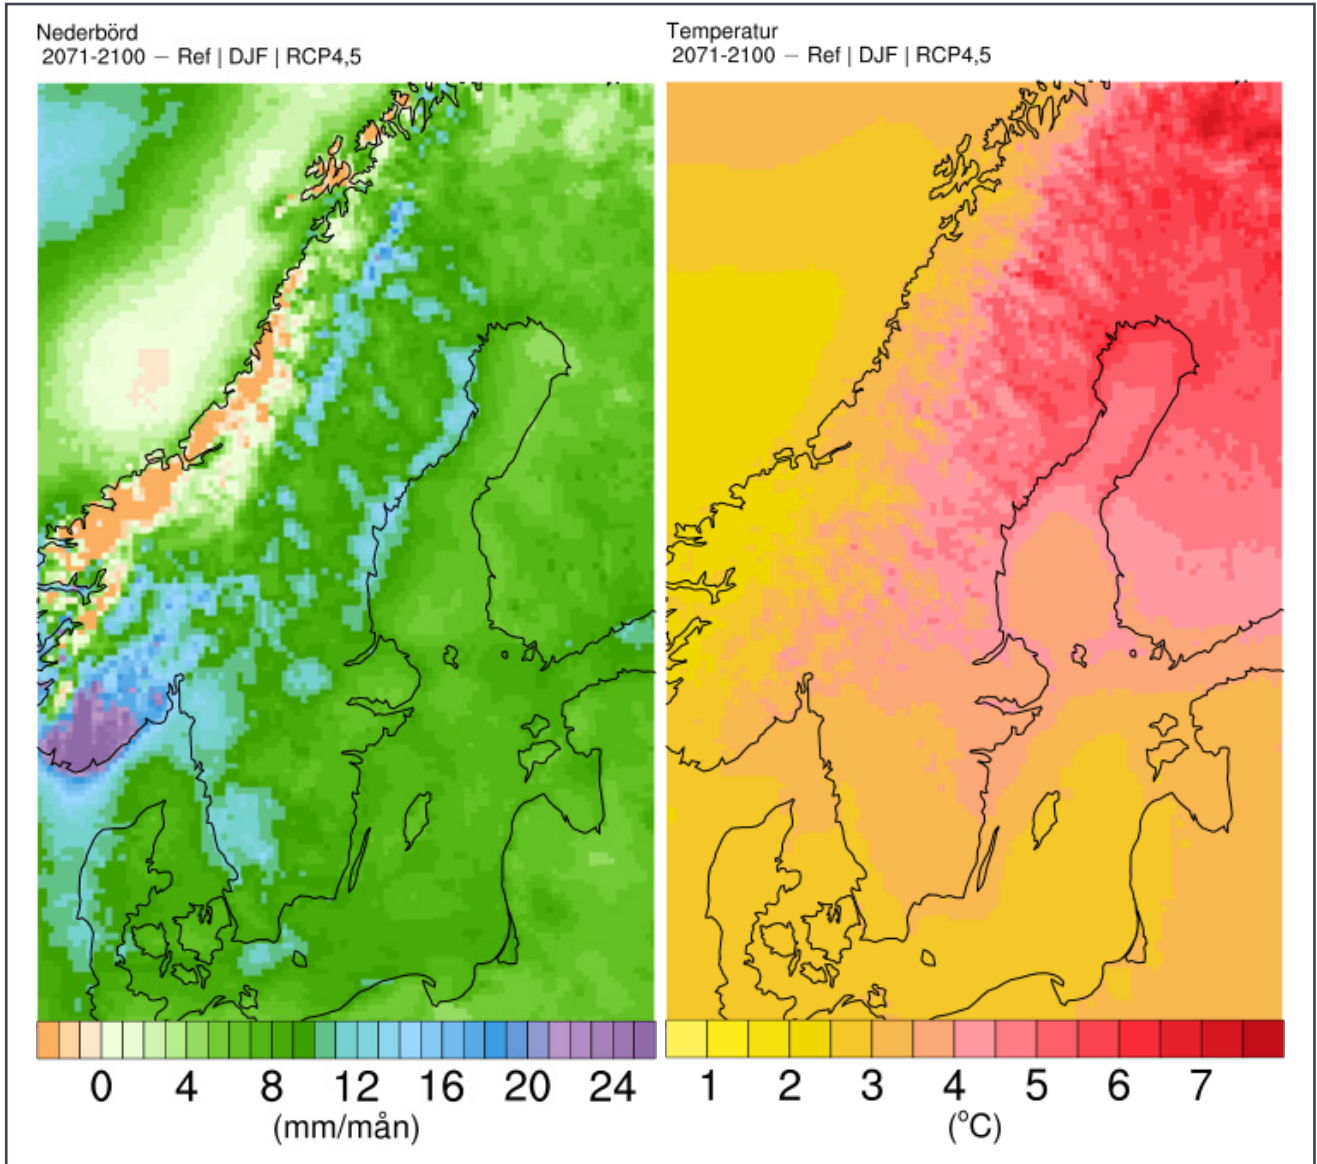 Nederbörd
2071-2100 – Ref | DJF | RCP4,5
Temperatur
2071-2100 – Ref | DJF | RCP4,5
0 4 8 12 16 20 24
(mm/mån)
1 2 3 4 5 6 7
(°C)